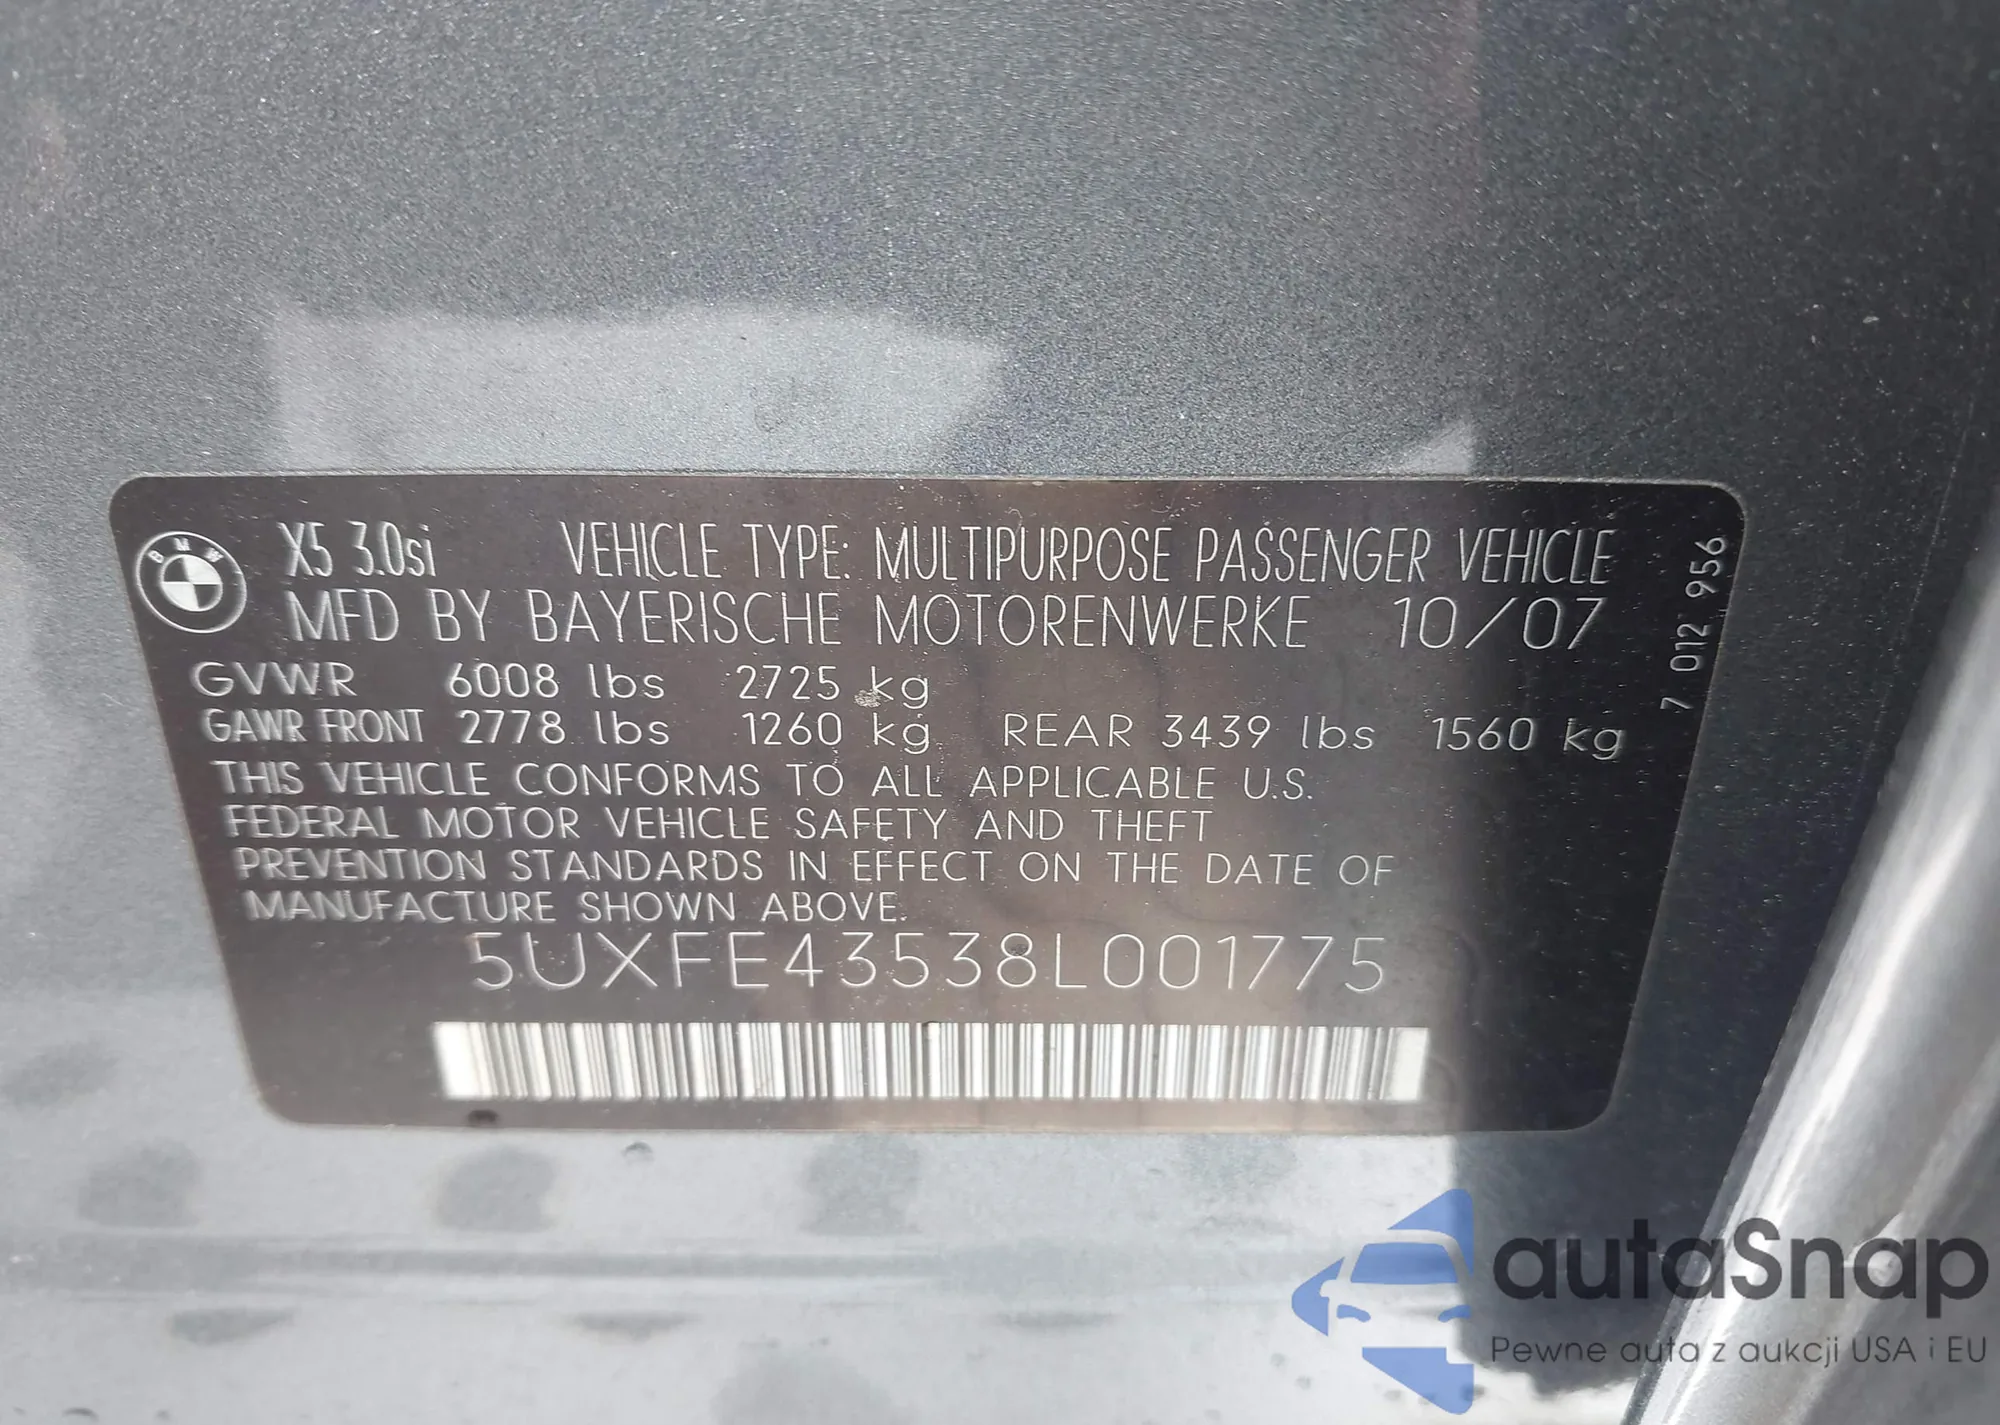 BMW
X5 3.0si VEHICLE TYPE: MULTIPURPOSE PASSENGER VEHICLE
MFD BY BAYERISCHE MOTORENWERKE 10/07
GVWR 6008 lbs 2725 kg
GAWR FRONT 2778 lbs 1260 kg REAR 3439 lbs 1560 kg
THIS VEHICLE CONFORMS TO ALL APPLICABLE U.S.
FEDERAL MOTOR VEHICLE SAFETY AND THEFT
PREVENTION STANDARDS IN EFFECT ON THE DATE OF
MANUFACTURE SHOWN ABOVE.
5UXFE43538L001775
7 012 956
autaSnap
Pewne auta z aukcji USA i EU